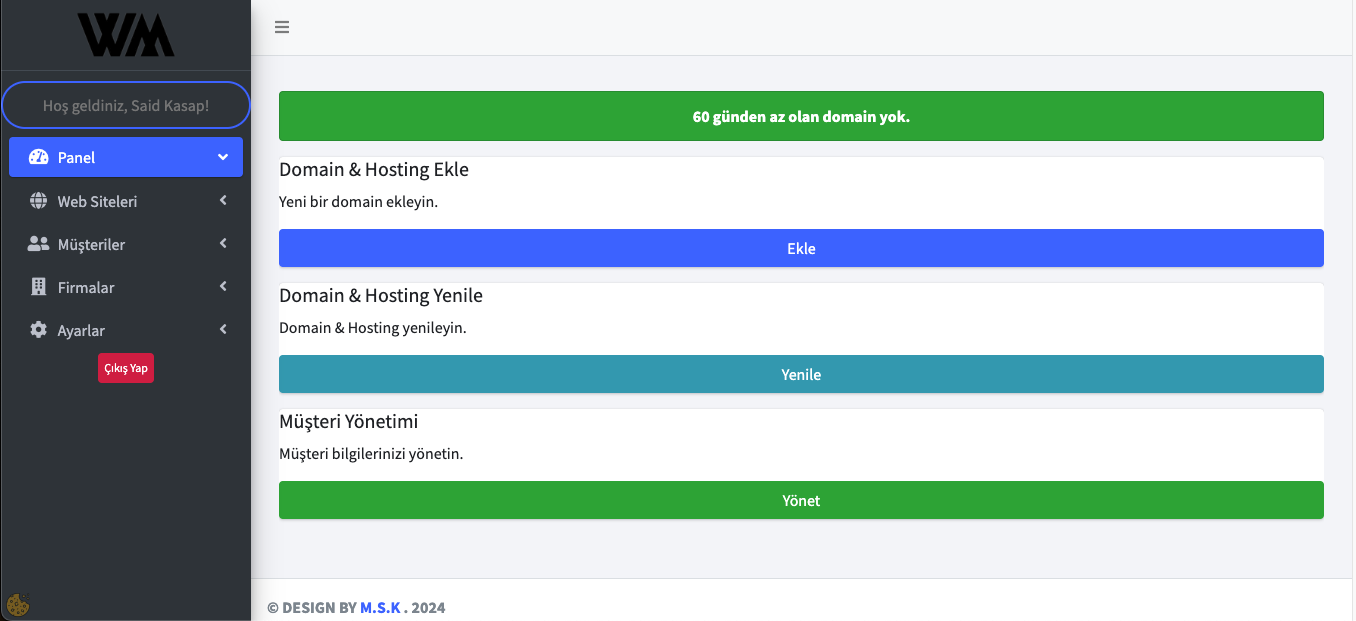 WM
Hoş geldiniz, Said Kasap!
Panel
Web Siteleri
Müşteriler
Firmalar
Ayarlar
Çıkış Yap
60 günden az olan domain yok.
Domain & Hosting Ekle
Yeni bir domain ekleyin.
Ekle
Domain & Hosting Yenile
Domain & Hosting yenileyin.
Yenile
Müşteri Yönetimi
Müşteri bilgilerinizi yönetin.
Yönet
© DESIGN BY M.S.K . 2024